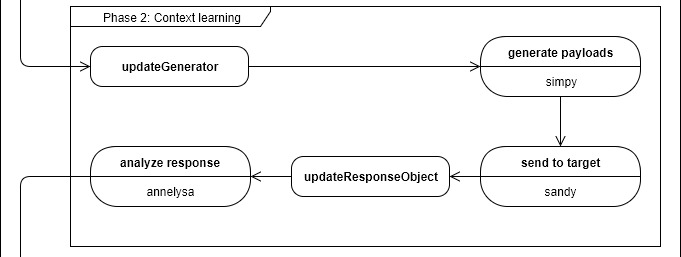 Phase 2: Context learning
updateGenerator
generate payloads
simpy
analyze response
annelysa
updateResponseObject
send to target
sandy